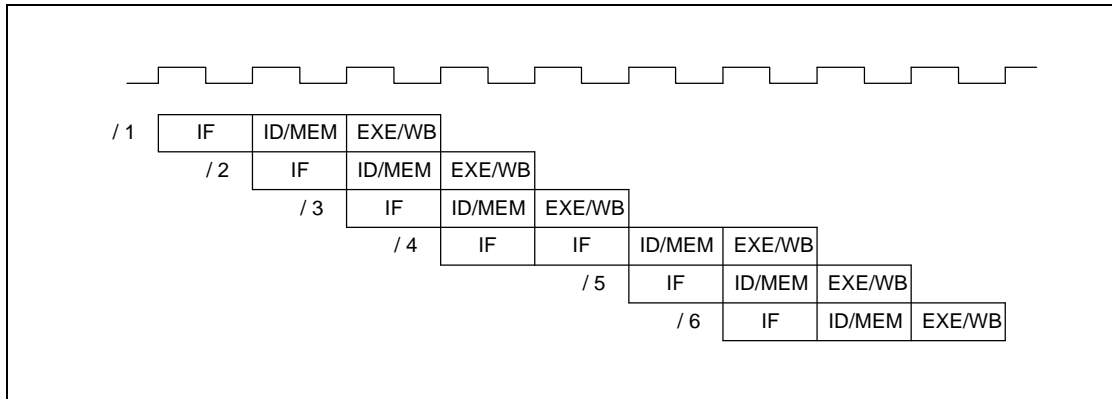 / 1 IF ID/MEM EXE/WB
/ 2 IF ID/MEM EXE/WB
/ 3 IF ID/MEM EXE/WB
/ 4 IF IF ID/MEM EXE/WB
/ 5 IF ID/MEM EXE/WB
/ 6 IF ID/MEM EXE/WB